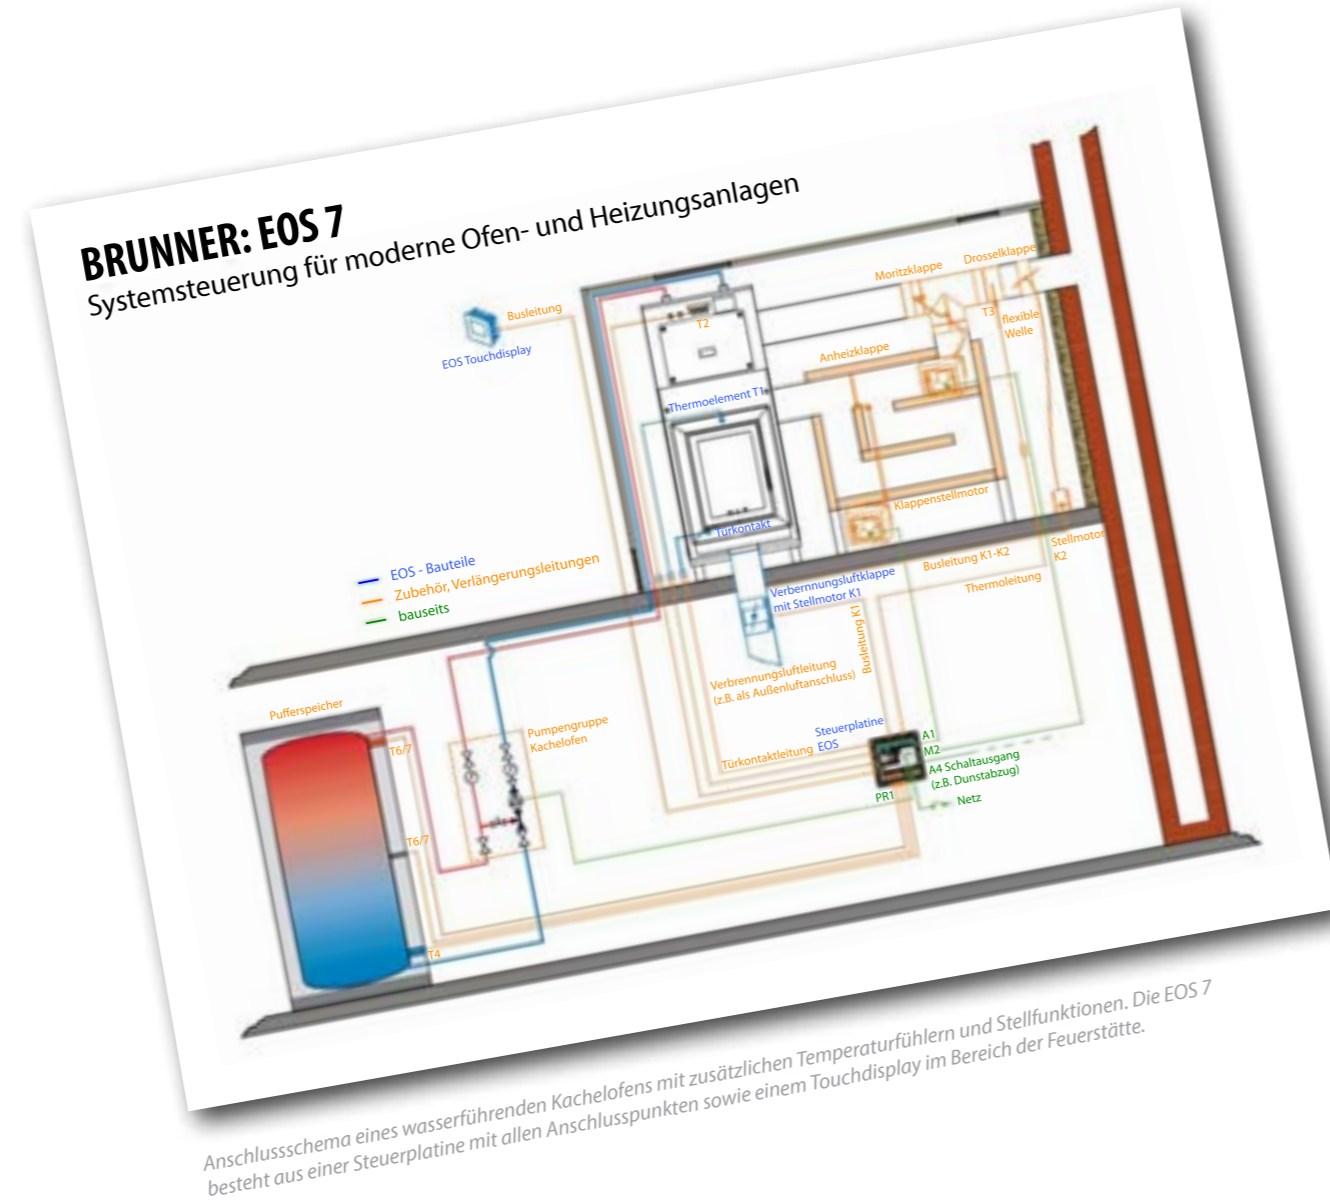 BRUNNER: EOS 7
Systemsteuerung für moderne Ofen- und Heizungsanlagen
Busleitung
EOS Touchdisplay
Moritzklappe
Drosselklappe
T2
T3
flexible
Welle
Anheizklappe
Thermoelement T1
Klappenstellmotor
Türkontakt
Stellmotor
K2
Busleitung K1-K2
Thermoleitung
EOS - Bauteile
Zubehör, Verlängerungsleitungen
bauseits
Verbernnungsluftklappe
mit Stellmotor K1
Busleitung K1
Verbrennungsluftleitung
(z.B. als Außenluftanschluss)
Pufferspeicher
Pumpengruppe
Kachelofen
T6/7
Steuerplatine
EOS
Türkontaktleitung
A1
M2
A4 Schaltausgang
(z.B. Dunstabzug)
PR1
Netz
T6/7
T4
Anschlussschema eines wasserführenden Kachelofens mit zusätzlichen Temperaturfühlern und Stellfunktionen. Die EOS 7
besteht aus einer Steuerplatine mit allen Anschlusspunkten sowie einem Touchdisplay im Bereich der Feuerstätte.